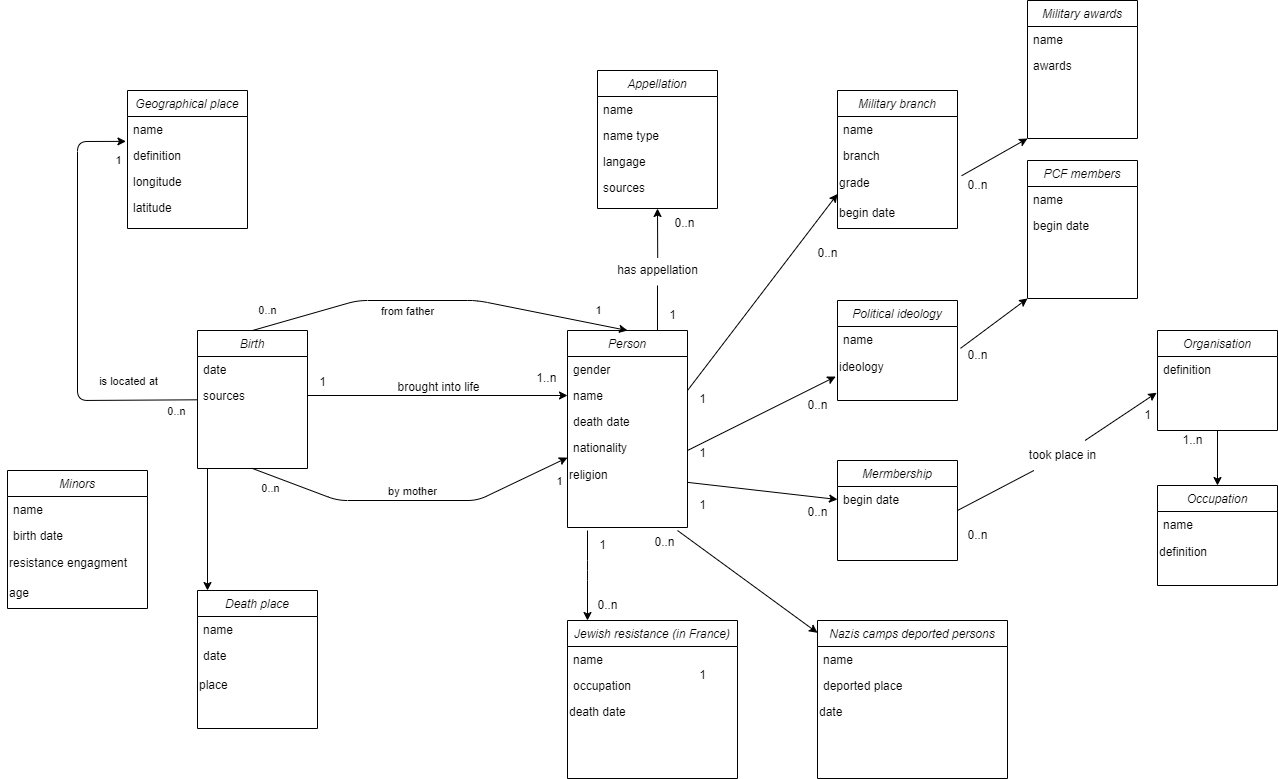 Military awards
name
awards
Appellation
name
name type
langage
sources
Geographical place
name
definition
longitude
latitude
1
Military branch
name
branch
grade
begin date
0..n
PCF members
name
begin date
0..n
has appellation
1
0..n
0..n
from father
1
Political ideology
name
ideology
0..n
0..n
1
Birth
date
sources
is located at
0..n
1
brought into life
1..n
Person
gender
name
death date
nationality
religion
1
Organisation
definition
1
1..n
took place in
Mermbership
begin date
1
0..n
0..n
Occupation
name
definition
0..n
by mother
1
Minors
name
birth date
resistance engagment
age
1
0..n
0..n
Death place
name
date
place
Jewish resistance (in France)
name
occupation
death date
1
Nazis camps deported persons
name
deported place
date